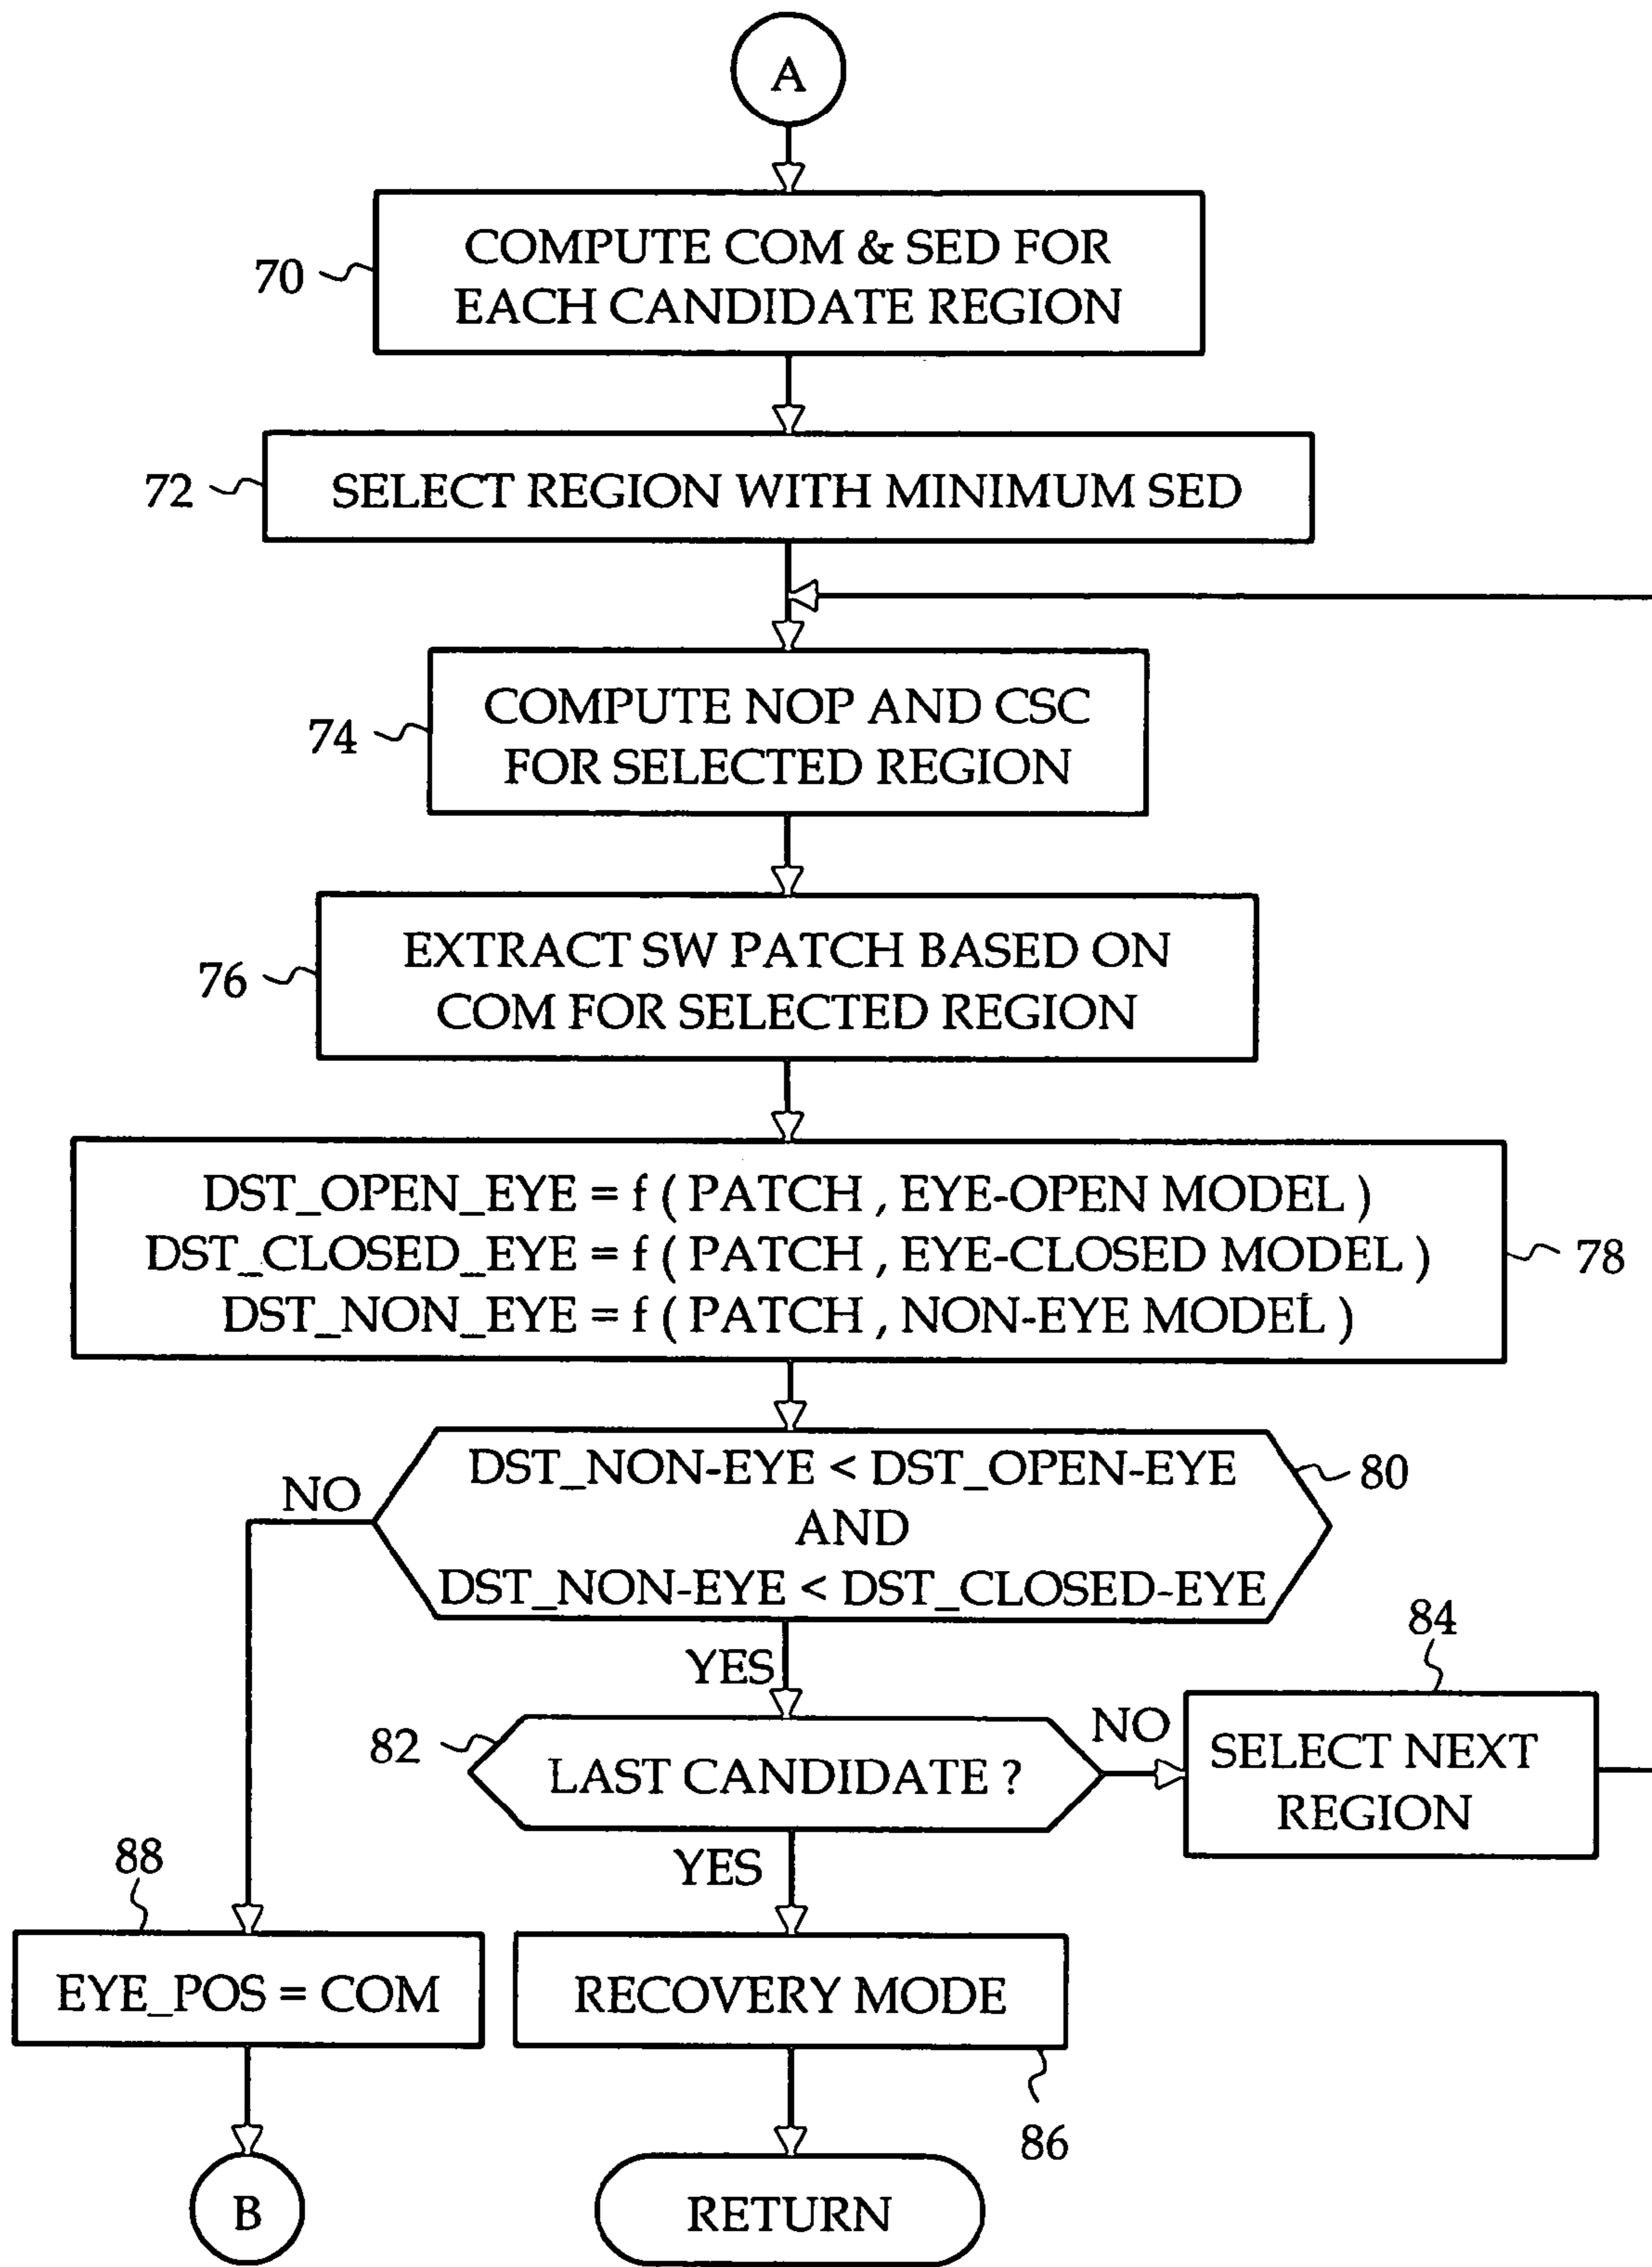 A
COMPUTE COM & SED FOR
EACH CANDIDATE REGION
70
72
SELECT REGION WITH MINIMUM SED
COMPUTE NOP AND CSC
FOR SELECTED REGION
74
EXTRACT SW PATCH BASED ON
COM FOR SELECTED REGION
76
DST_OPEN_EYE = f ( PATCH , EYE-OPEN MODEL )
DST_CLOSED_EYE = f ( PATCH , EYE-CLOSED MODEL )
DST_NON_EYE = f ( PATCH , NON-EYE MODEL )
78
DST_NON-EYE < DST_OPEN-EYE
AND
DST_NON-EYE < DST_CLOSED-EYE
80
NO
YES
82
LAST CANDIDATE ?
NO
84
SELECT NEXT
REGION
YES
88
EYE_POS = COM
RECOVERY MODE
86
B
RETURN